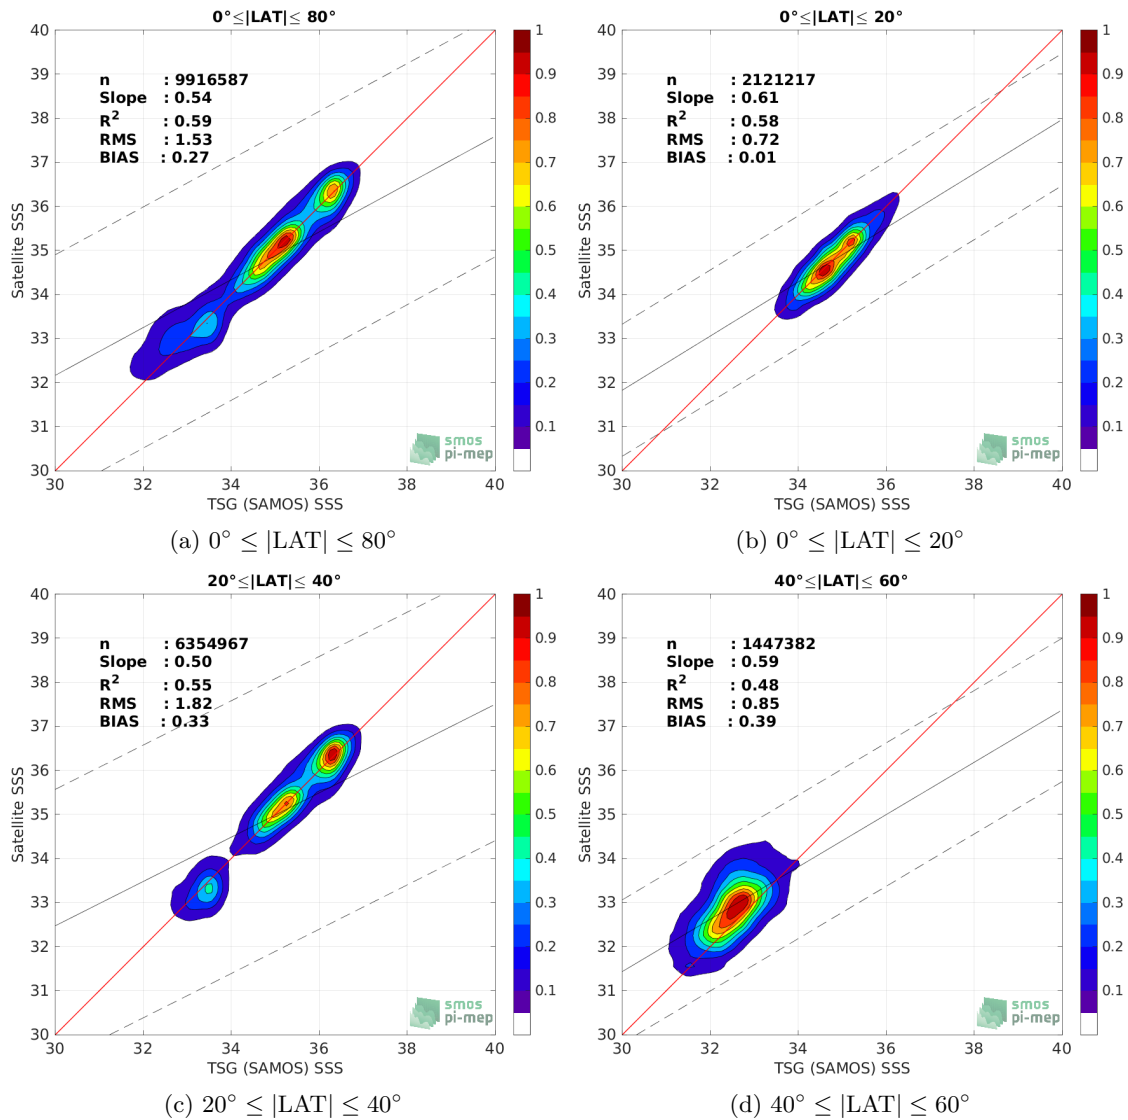 0°≤|LAT|≤ 80°
n : 9916587
Slope : 0.54
R² : 0.59
RMS : 1.53
BIAS : 0.27
40
39
38
37
36
35
34
33
32
31
30
Satellite SSS
30 32 34 36 38 40
TSG (SAMOS) SSS
1
0.9
0.8
0.7
0.6
0.5
0.4
0.3
0.2
0.1
smos
pi-mep
(a) 0° ≤ |LAT| ≤ 80°
0°≤|LAT|≤ 20°
n : 2121217
Slope : 0.61
R² : 0.58
RMS : 0.72
BIAS : 0.01
40
39
38
37
36
35
34
33
32
31
30
Satellite SSS
30 32 34 36 38 40
TSG (SAMOS) SSS
1
0.9
0.8
0.7
0.6
0.5
0.4
0.3
0.2
0.1
smos
pi-mep
(b) 0° ≤ |LAT| ≤ 20°
20°≤|LAT|≤ 40°
n : 6354967
Slope : 0.50
R² : 0.55
RMS : 1.82
BIAS : 0.33
40
39
38
37
36
35
34
33
32
31
30
Satellite SSS
30 32 34 36 38 40
TSG (SAMOS) SSS
1
0.9
0.8
0.7
0.6
0.5
0.4
0.3
0.2
0.1
smos
pi-mep
(c) 20° ≤ |LAT| ≤ 40°
40°≤|LAT|≤ 60°
n : 1447382
Slope : 0.59
R² : 0.48
RMS : 0.85
BIAS : 0.39
40
39
38
37
36
35
34
33
32
31
30
Satellite SSS
30 32 34 36 38 40
TSG (SAMOS) SSS
1
0.9
0.8
0.7
0.6
0.5
0.4
0.3
0.2
0.1
smos
pi-mep
(d) 40° ≤ |LAT| ≤ 60°